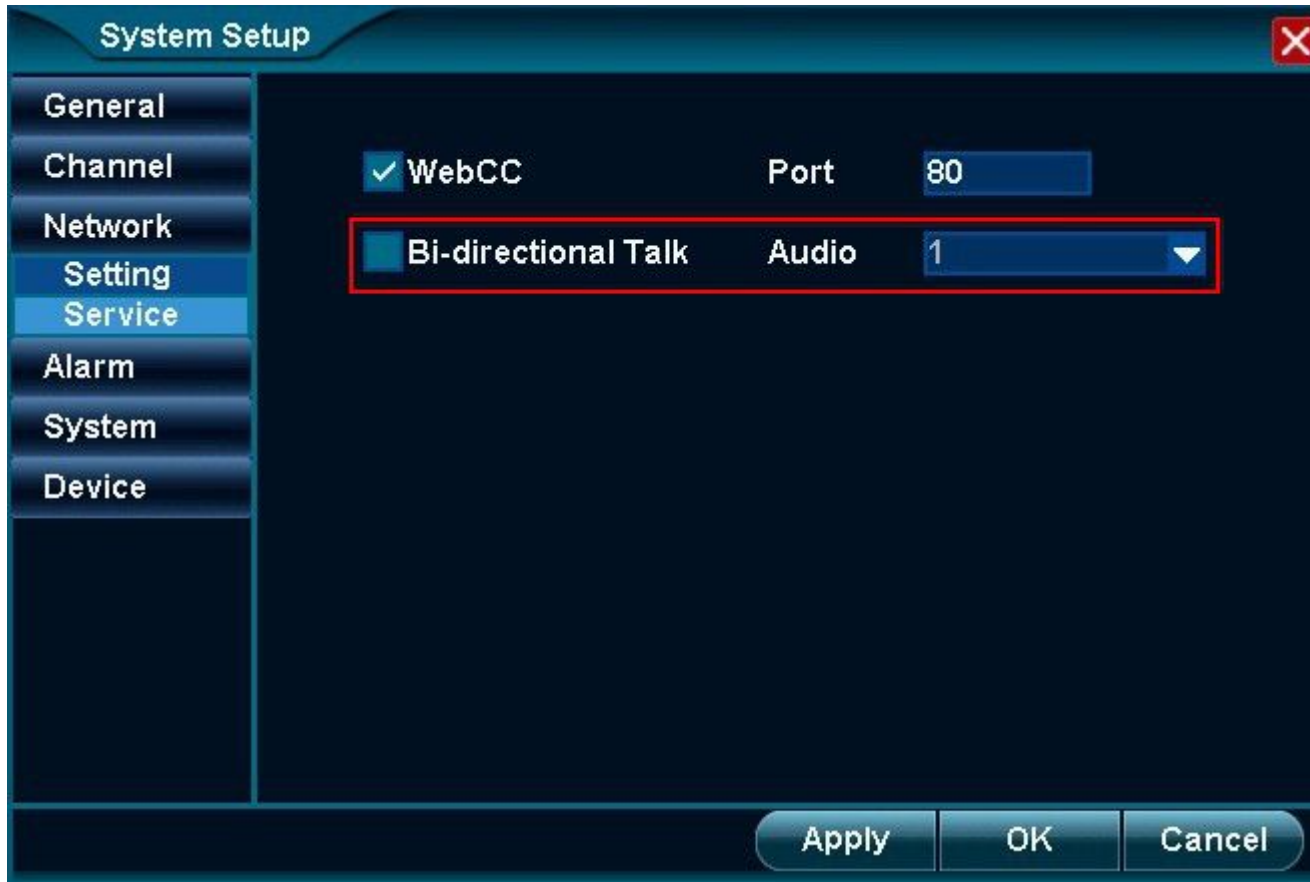 System Setup
General
Channel
Network
Setting
Service
Alarm
System
Device
WebCC Port 80
Bi-directional Talk Audio 1
Apply OK Cancel